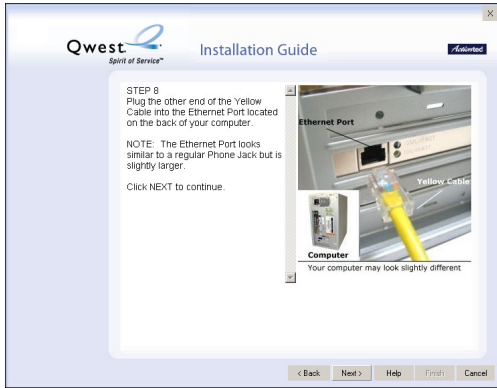 Qwest.
Spirit of Service™
Installation Guide
Actiontec
STEP 8
Plug the other end of the Yellow
Cable into the Ethernet Port located
on the back of your computer.
NOTE: The Ethernet Port looks
similar to a regular Phone Jack but is
slightly larger.
Click NEXT to continue.
Ethernet Port
Yellow Cable
Computer
Your computer may look slightly different
< Back
Next >
Help
Finish
Cancel